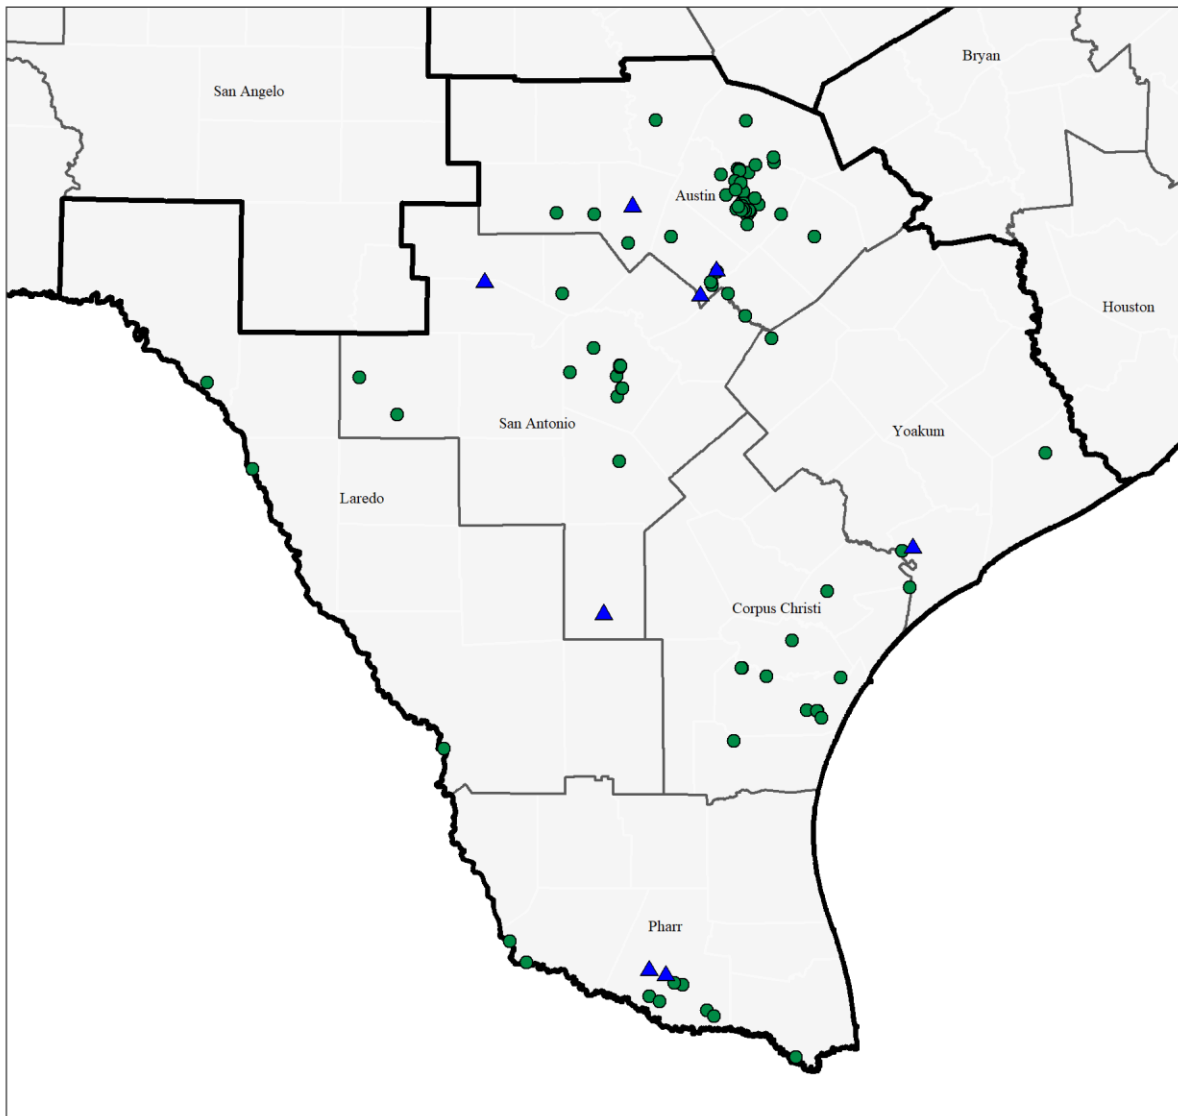 Bryan
San Angelo
Austin
Houston
San Antonio
Yoakum
Laredo
Corpus Christi
Pharr